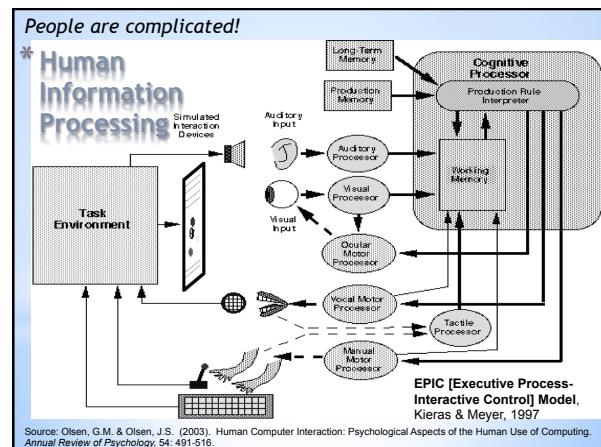 People are complicated!
* Human
Information
Processing
Simulated
Interaction
Devices
Auditory
Input
Long-Term
Memory
Production
Memory
Cognitive
Processor
Production Rule
Interpreter
Auditory
Processor
Visual
Processor
Working
Memory
Task
Environment
Visual
Input
Ocular
Motor
Processor
Vocal Motor
Processor
Tactile
Processor
Manual
Motor
Processor
EPIC [Executive Process-
Interactive Control] Model,
Kieras & Meyer, 1997
Source: Olsen, G.M. & Olsen, J.S. (2003). Human Computer Interaction: Psychological Aspects of the Human Use of Computing.
Annual Review of Psychology, 54: 491-516.